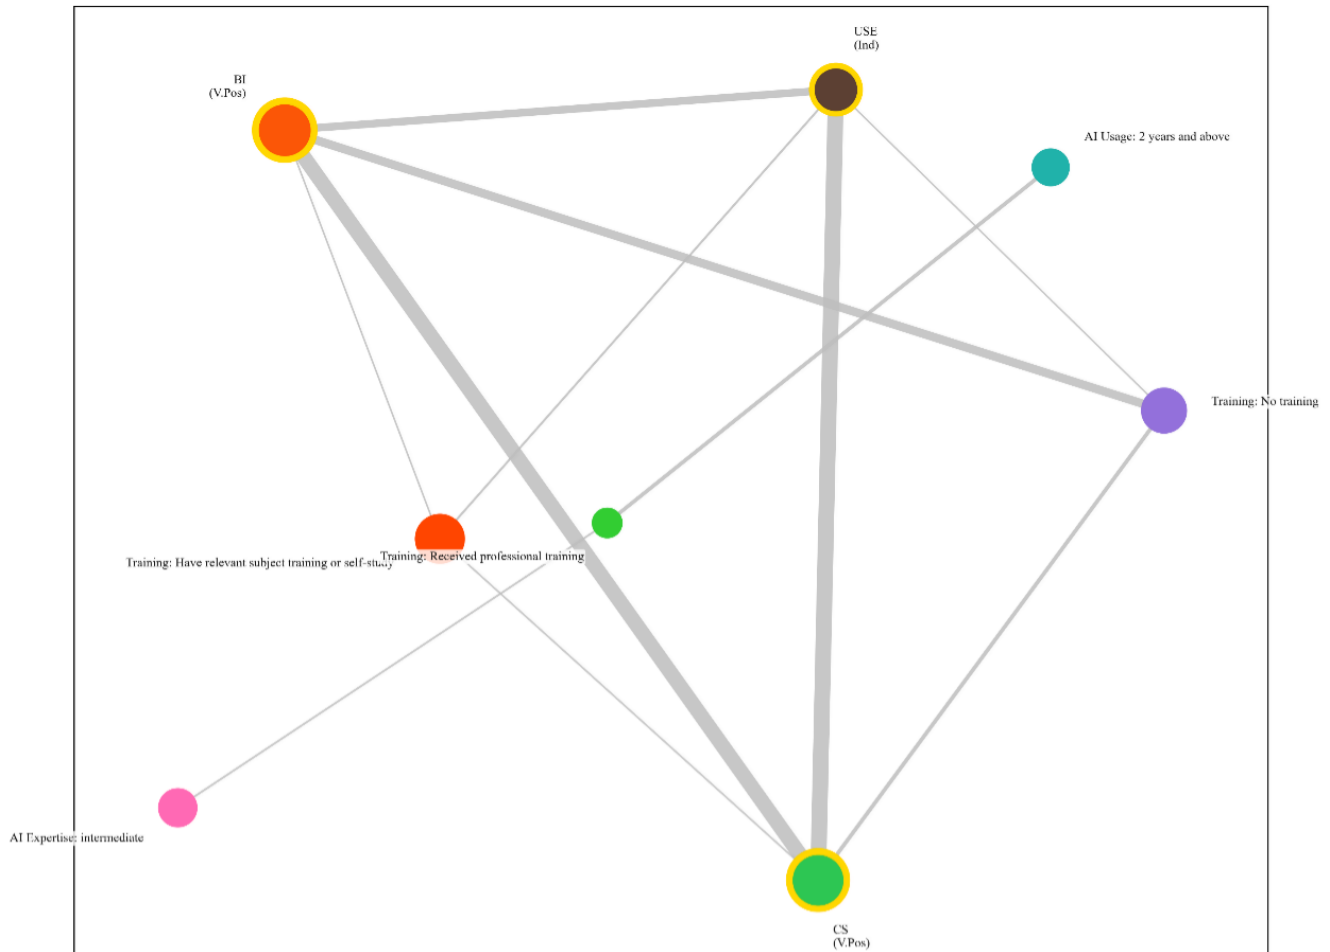 USE
(Ind)
BI
(V.Pos)
AI Usage: 2 years and above
Training: No training
Training: Received professional training
Training: Have relevant subject training or self-study
AI Expertise: intermediate
CS
(V.Pos)